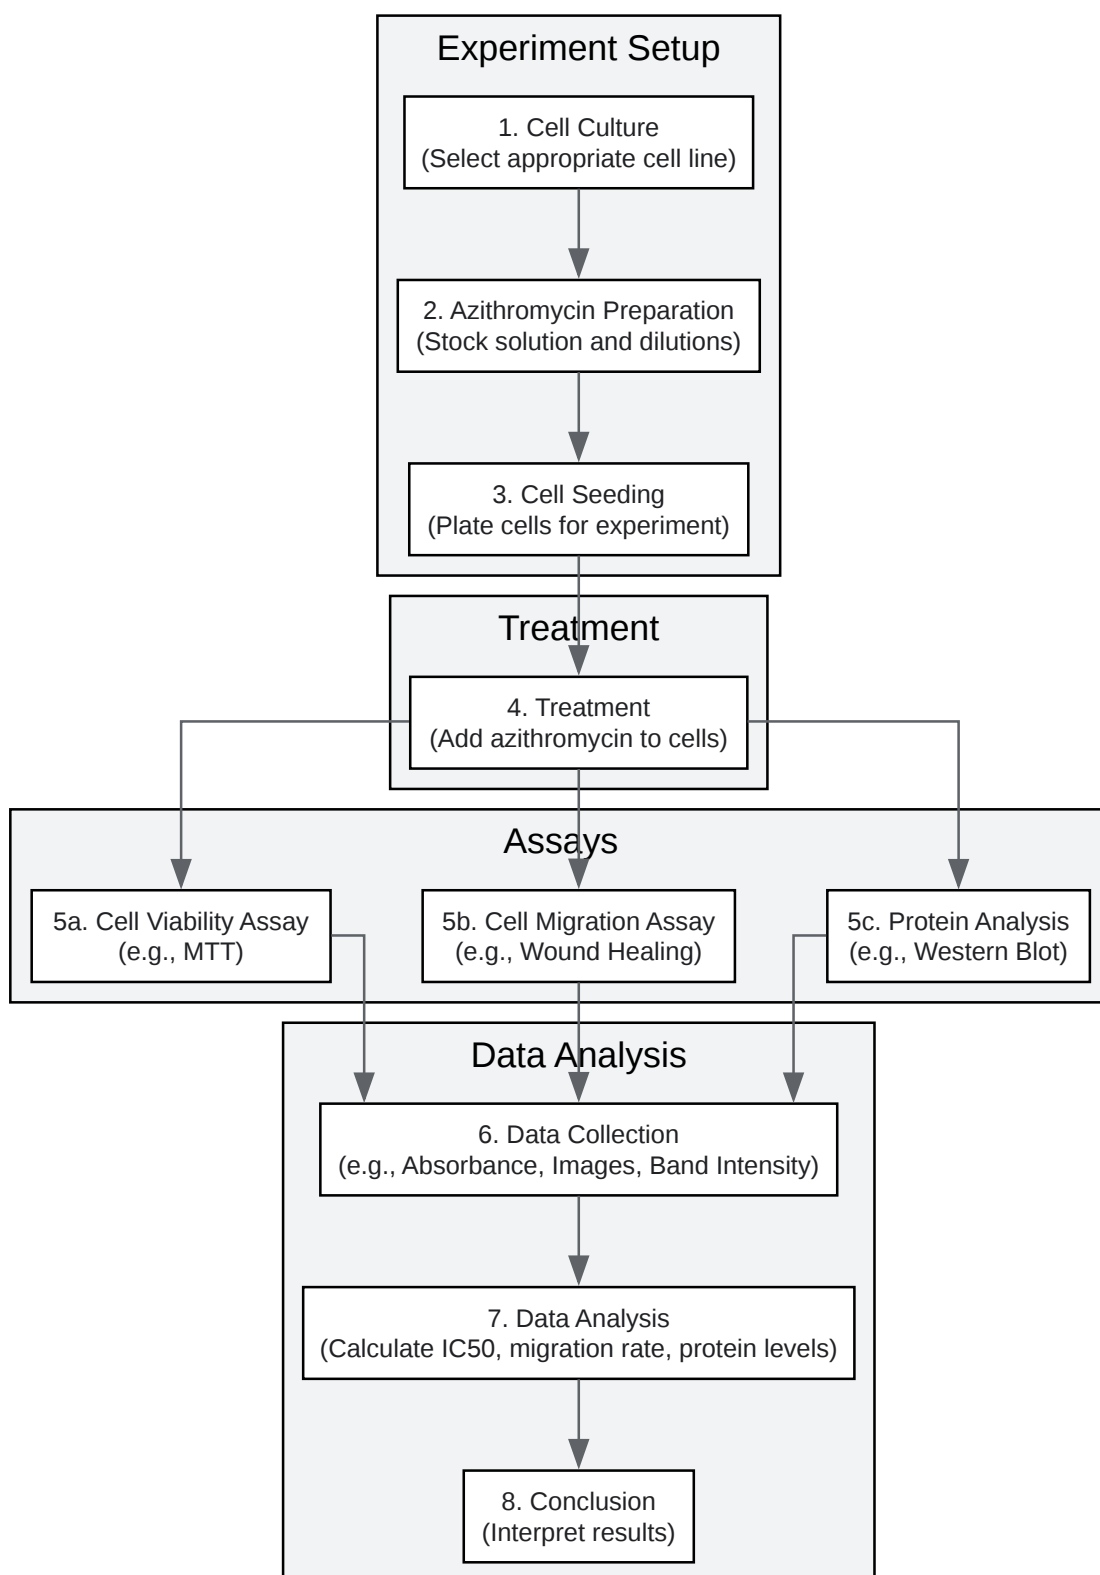 Experiment Setup
1. Cell Culture
(Select appropriate cell line)
2. Azithromycin Preparation
(Stock solution and dilutions)
3. Cell Seeding
(Plate cells for experiment)
Treatment
4. Treatment
(Add azithromycin to cells)
Assays
5a. Cell Viability Assay
(e.g., MTT)
5b. Cell Migration Assay
(e.g., Wound Healing)
5c. Protein Analysis
(e.g., Western Blot)
Data Analysis
6. Data Collection
(e.g., Absorbance, Images, Band Intensity)
7. Data Analysis
(Calculate IC50, migration rate, protein levels)
8. Conclusion
(Interpret results)